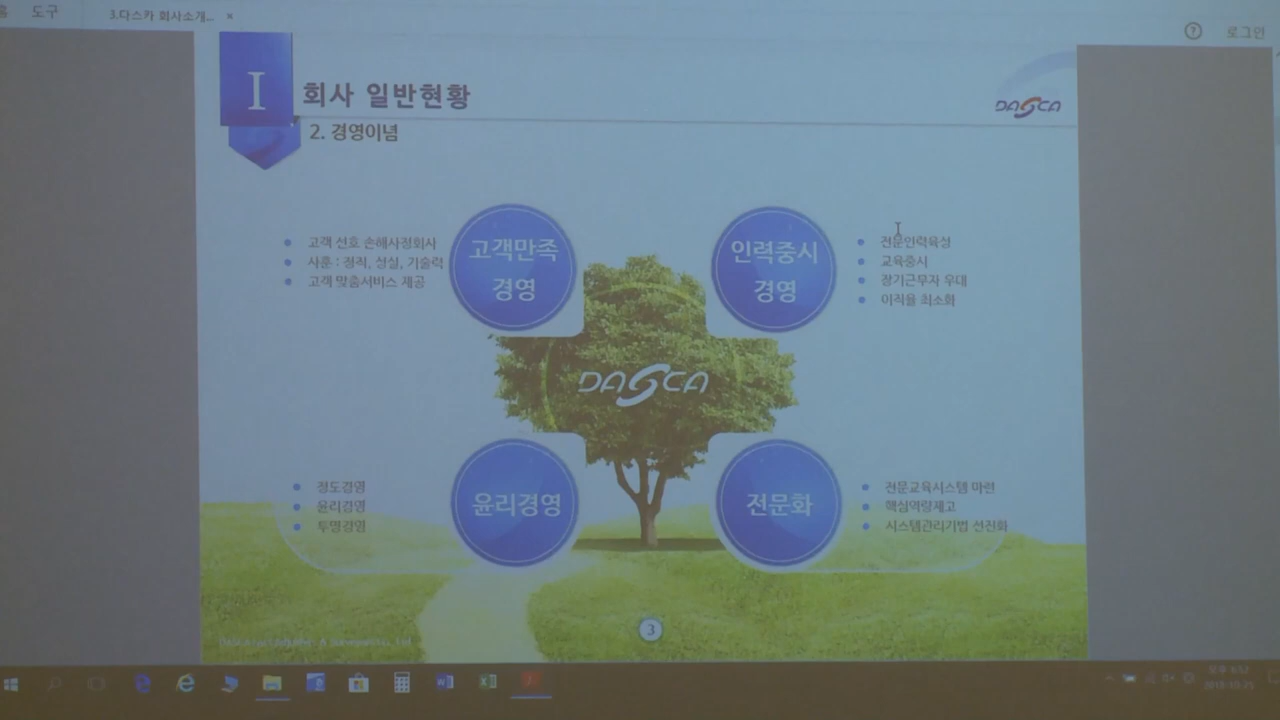 도구
3.다스카 회사소개...
로그인
I
회사 일반현황
DASCA
2. 경영이념
고객만족
경영
고객 선호 손해사정회사
사훈 : 정직, 성실, 기술력
고객 맞춤서비스 제공
인력중시
경영
전문인력육성
교육중시
장기근무자 우대
이직율 최소화
DASCA
윤리경영
정도경영
윤리경영
투명경영
전문화
전문교육시스템 마련
핵심역량제고
시스템관리기법 선진화
3